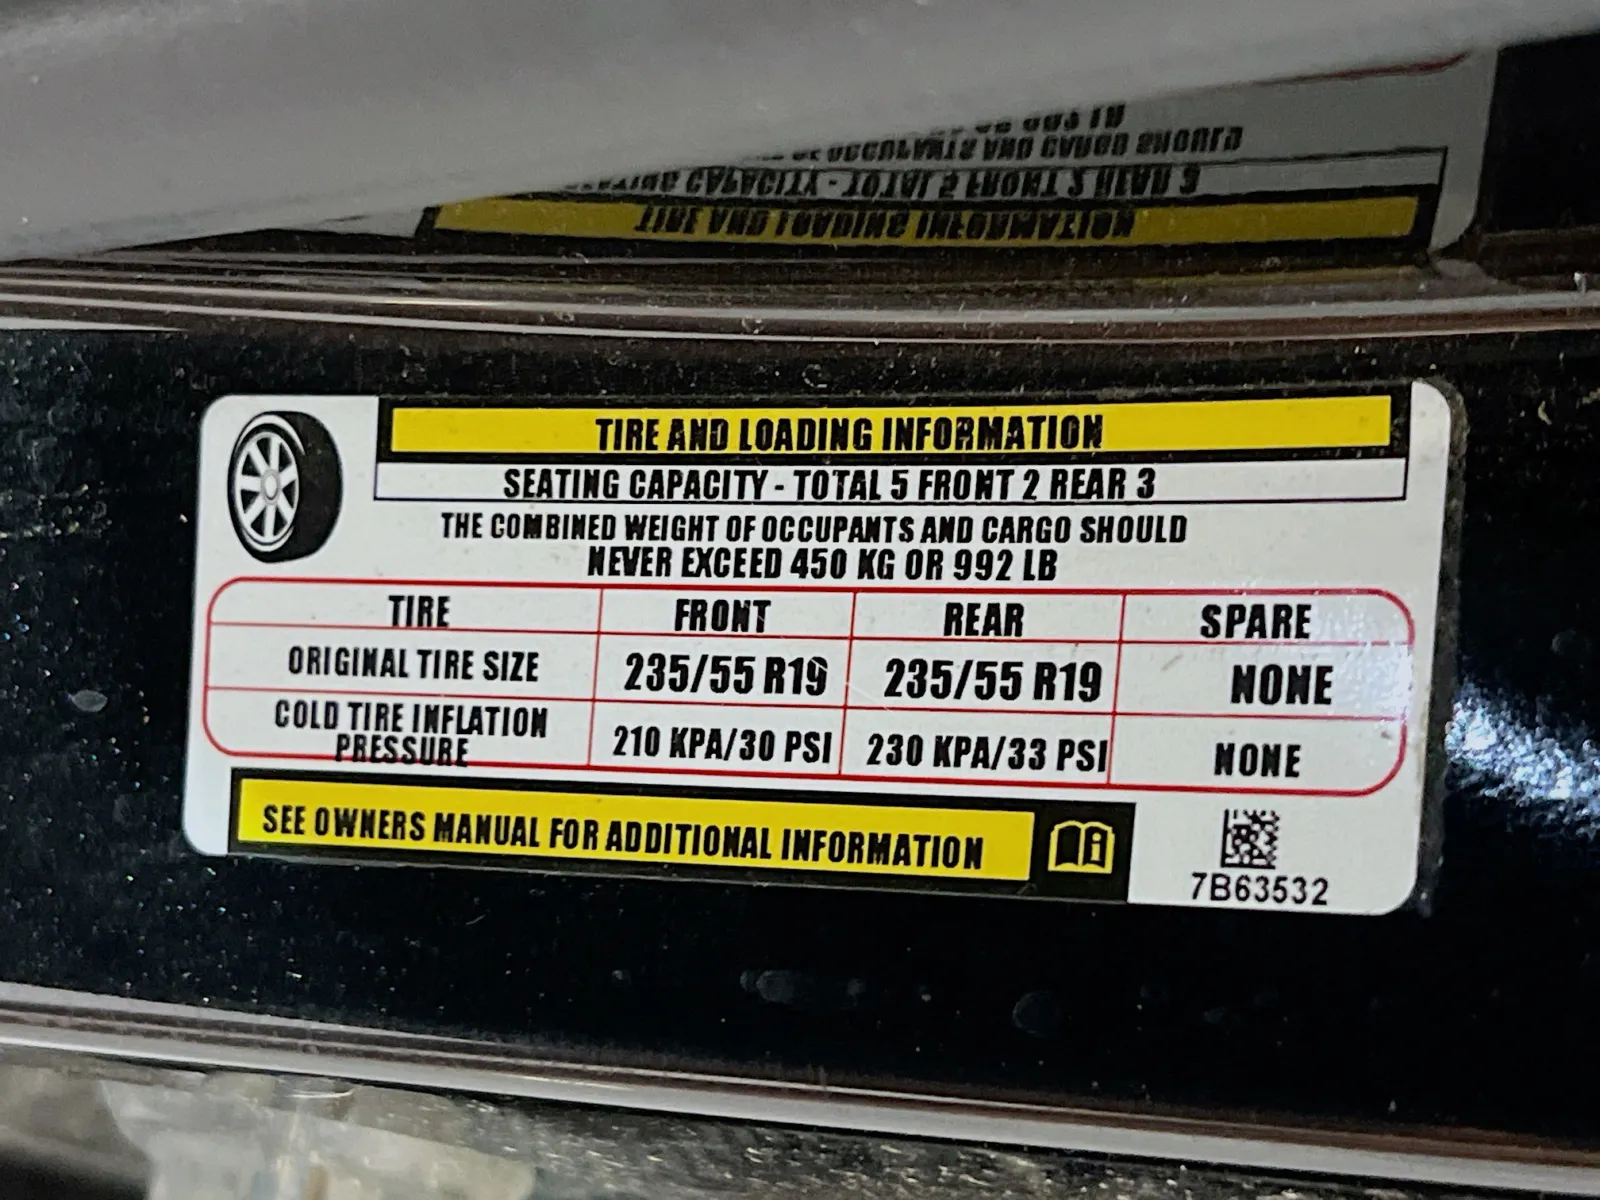 TIRE AND LOADING INFORMATION
SEATING CAPACITY - TOTAL 5 FRONT 2 REAR 3
THE COMBINED WEIGHT OF OCCUPANTS AND CARGO SHOULD
NEVER EXCEED 450 KG OR 992 LB
TIRE FRONT REAR SPARE
ORIGINAL TIRE SIZE 235/55 R19 235/55 R19 NONE
COLD TIRE INFLATION
PRESSURE 210 KPA/30 PSI 230 KPA/33 PSI NONE
SEE OWNERS MANUAL FOR ADDITIONAL INFORMATION
7B63532